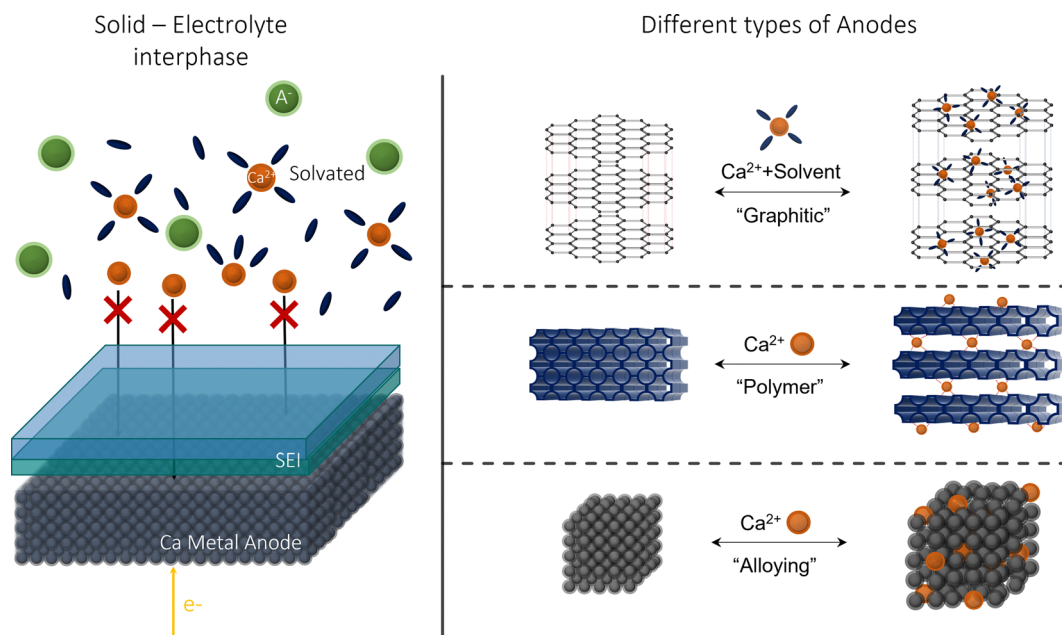 Solid – Electrolyte
interphase
A-
Ca2+
Solvated
SEI
Ca Metal Anode
e-
Different types of Anodes
Ca2++Solvent
“Graphitic”
Ca2+
“Polymer”
Ca2+
“Alloying”